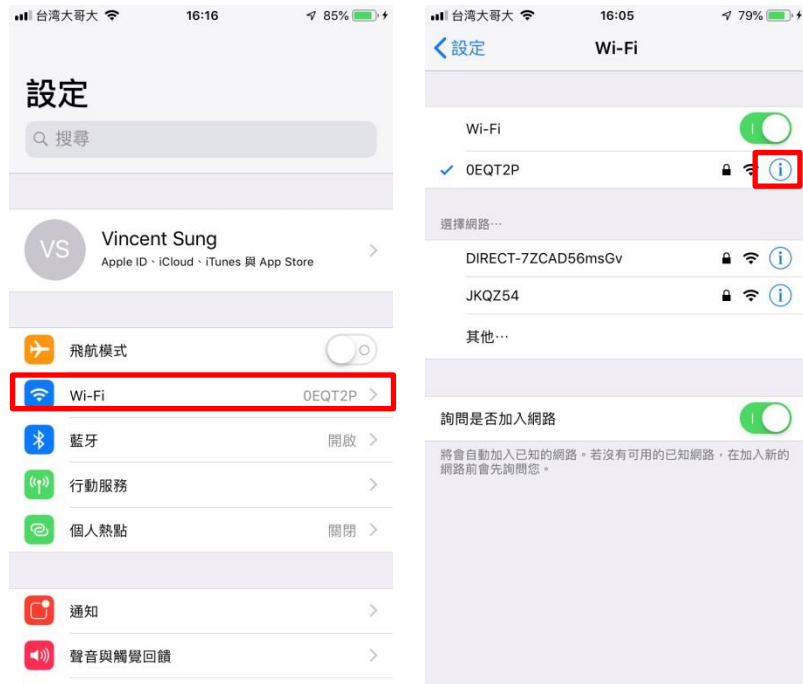 台湾大哥大 16:16 85%
設定
搜尋
VS
Vincent Sung
Apple ID、iCloud、iTunes 與 App Store
飛航模式
Wi-Fi 0EQT2P
藍牙 開啟
行動服務
個人熱點 關閉
通知
聲音與觸覺回饋
台湾大哥大 16:05 79%
設定 Wi-Fi
Wi-Fi
0EQT2P
選擇網路⋯
DIRECT-7ZCAD56msGv
JKQZ54
其他⋯
詢問是否加入網路
將會自動加入已知的網路。若沒有可用的已知網路，在加入新的
網路前會先詢問您。